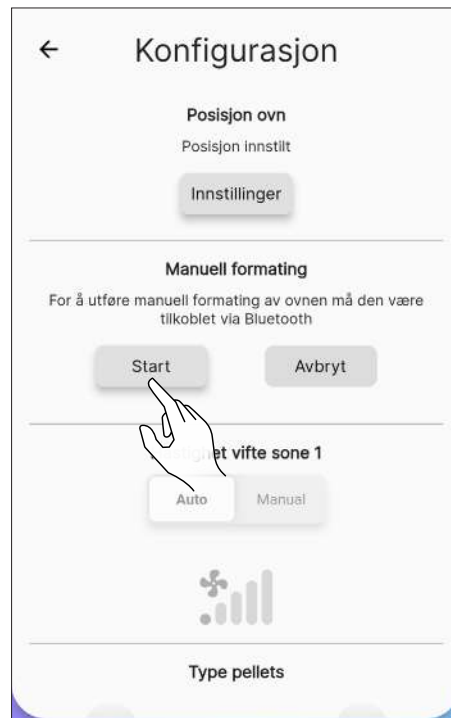 Konfigurasjon
Posisjon ovn
Posisjon innstilt
Innstillinger
Manuell formating
For å utføre manuell formating av ovnen må den være
tilkoblet via Bluetooth
Start
Avbryt
vifte sone 1
Auto
Manual
Type pellets